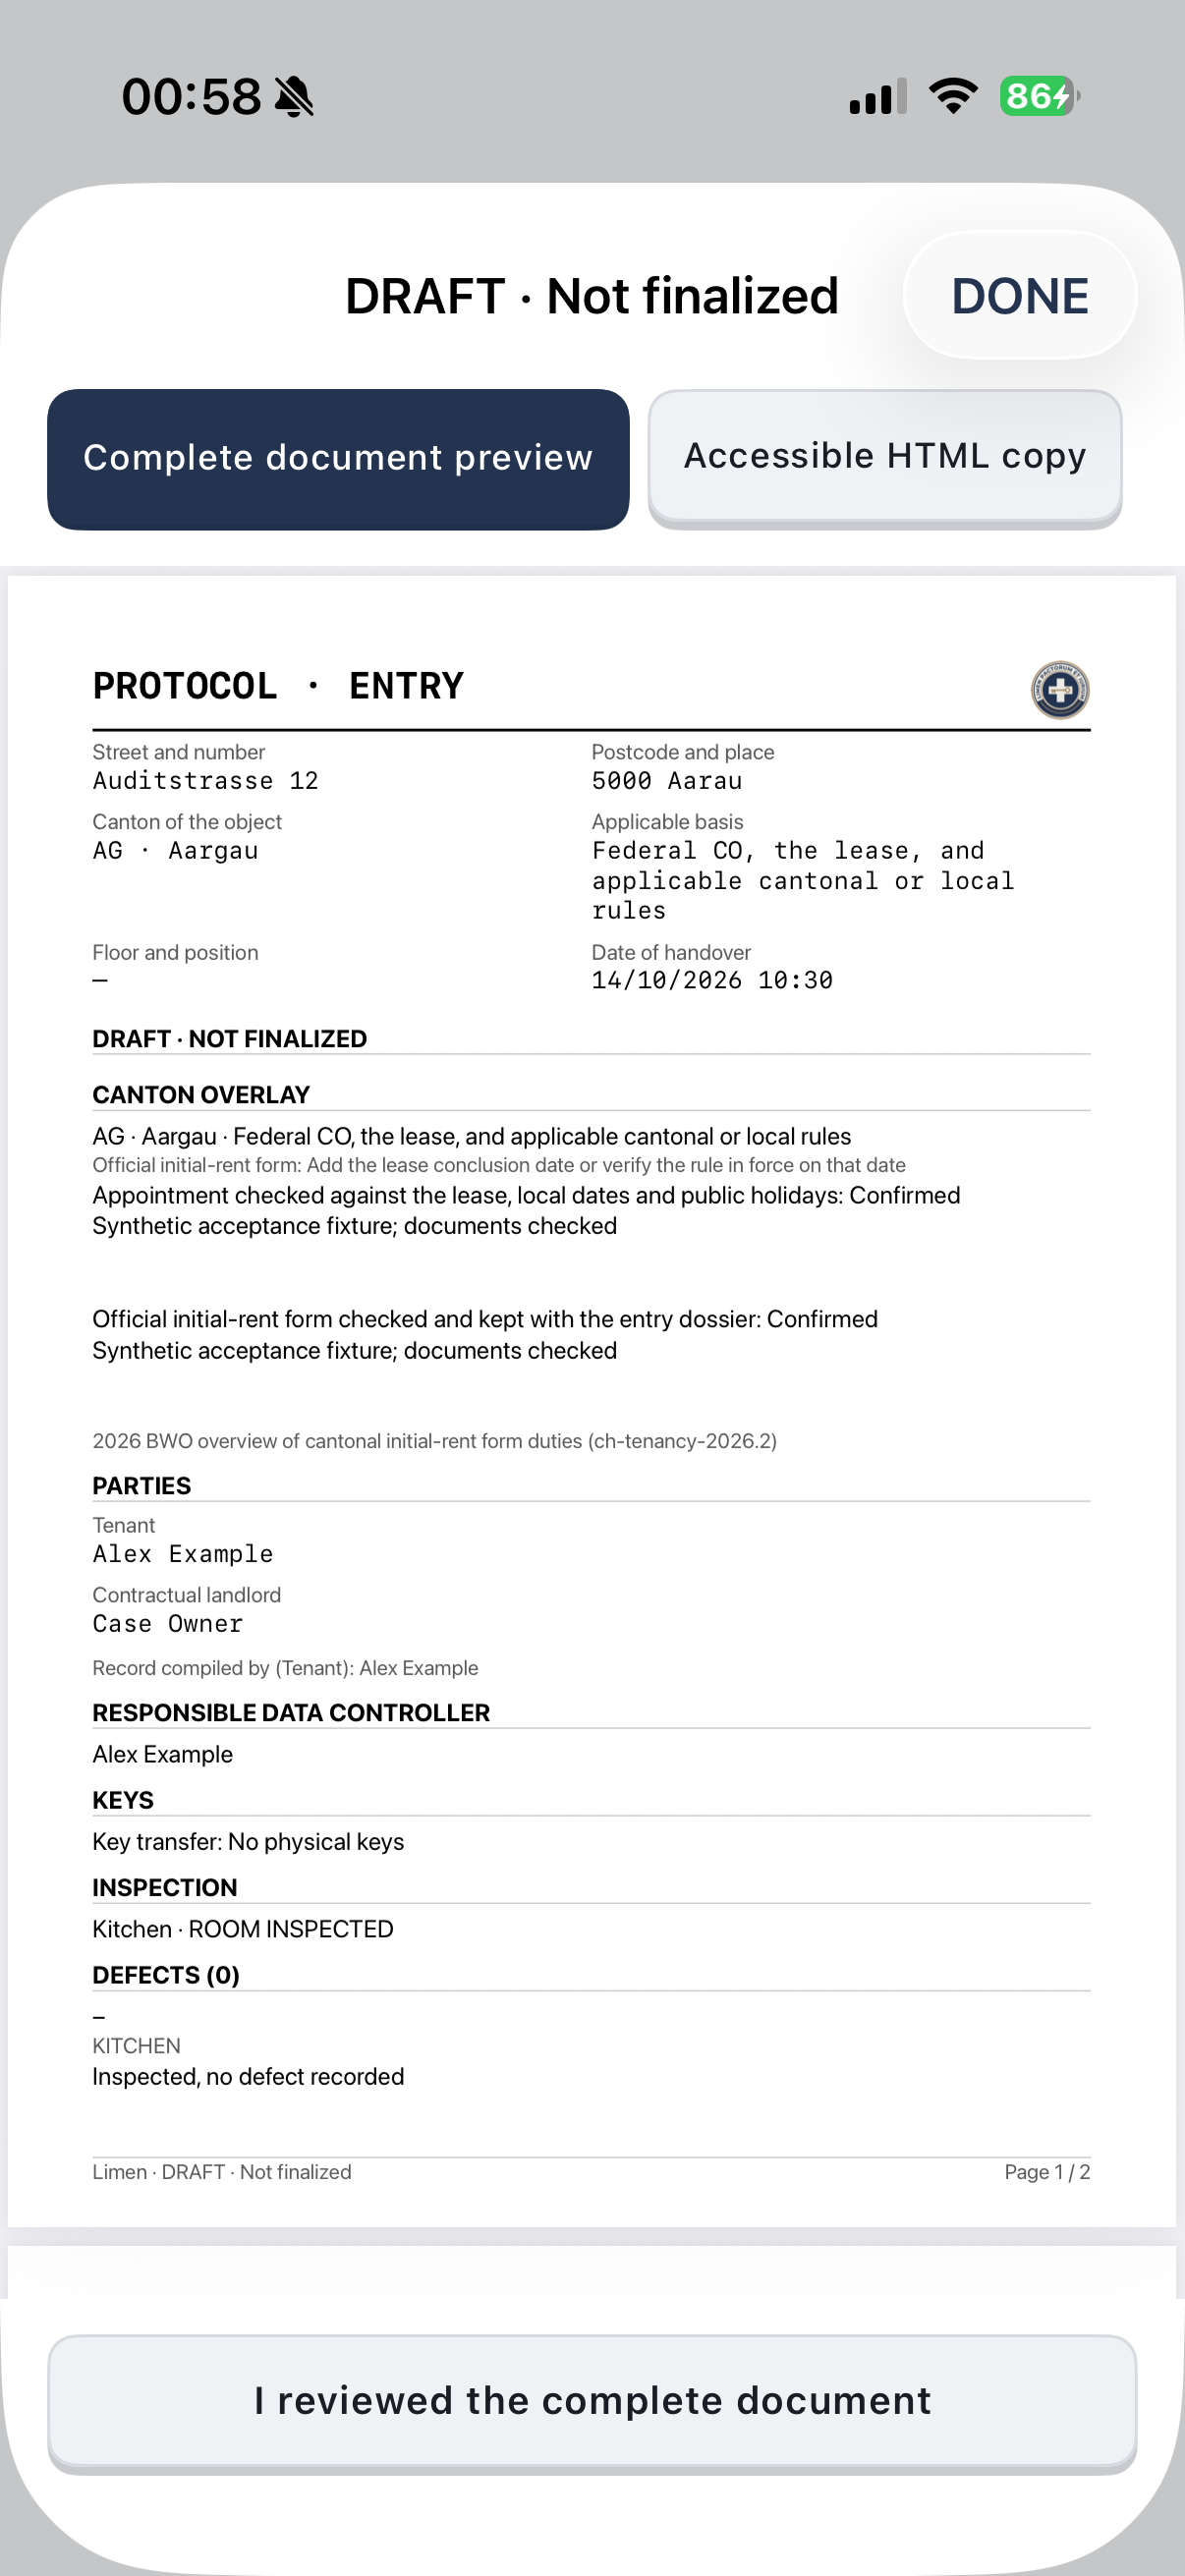 00:58
86
DRAFT · Not finalized
DONE
Complete document preview
Accessible HTML copy
PROTOCOL · ENTRY
Street and number
Postcode and place
Auditstrasse 12
5000 Aarau
Canton of the object
Applicable basis
AG · Aargau
Federal CO, the lease, and
applicable cantonal or local
rules
Floor and position
Date of handover
—
14/10/2026 10:30
DRAFT · NOT FINALIZED
CANTON OVERLAY
AG · Aargau · Federal CO, the lease, and applicable cantonal or local rules
Official initial-rent form: Add the lease conclusion date or verify the rule in force on that date
Appointment checked against the lease, local dates and public holidays: Confirmed
Synthetic acceptance fixture; documents checked
Official initial-rent form checked and kept with the entry dossier: Confirmed
Synthetic acceptance fixture; documents checked
2026 BWO overview of cantonal initial-rent form duties (ch-tenancy-2026.2)
PARTIES
Tenant
Alex Example
Contractual landlord
Case Owner
Record compiled by (Tenant): Alex Example
RESPONSIBLE DATA CONTROLLER
Alex Example
KEYS
Key transfer: No physical keys
INSPECTION
Kitchen · ROOM INSPECTED
DEFECTS (0)
–
KITCHEN
Inspected, no defect recorded
Limen · DRAFT · Not finalized
Page 1 / 2
I reviewed the complete document